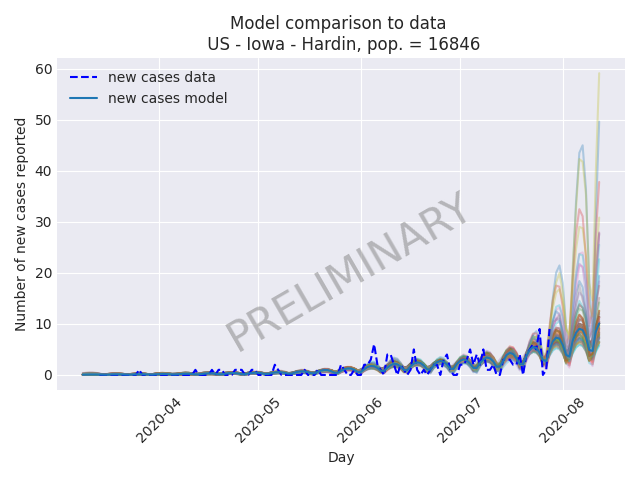 Model comparison to data
US - Iowa - Hardin, pop. = 16846
new cases data
new cases model
Number of new cases reported
60
50
40
30
20
10
0
PRELIMINARY
2020-04
2020-05
2020-06
2020-07
2020-08
Day